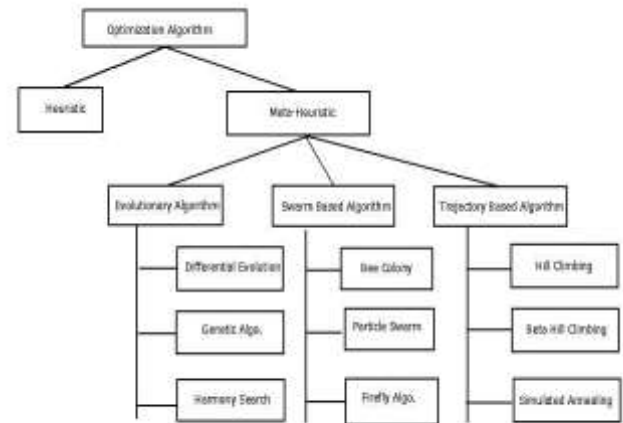 Optimization Algorithm
Heuristic
Meta-Heuristic
Evolutionary Algorithm
Swarm Based Algorithm
Trajectory Based Algorithm
Differential Evolution
Bee Colony
Hill Climbing
Genetic Algo.
Particle Swarm
Beta Hill Climbing
Harmony Search
Firefly Algo.
Simulated Annealing